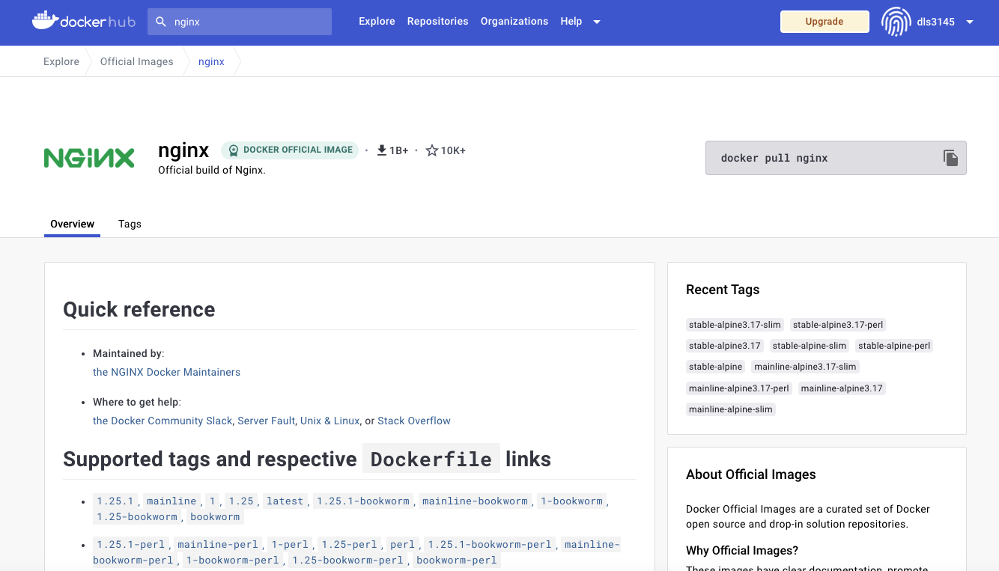 dockerhub
nginx
Explore Repositories Organizations Help
Upgrade
dls3145
Explore Official Images nginx
NGINX
nginx DOCKER OFFICIAL IMAGE · 1B+ · 10K+
Official build of Nginx.
docker pull nginx
Overview Tags
Quick reference
• Maintained by:
the NGINX Docker Maintainers
• Where to get help:
the Docker Community Slack, Server Fault, Unix & Linux, or Stack Overflow
Supported tags and respective Dockerfile links
• 1.25.1, mainline, 1, 1.25, latest, 1.25.1-bookworm, mainline-bookworm, 1-bookworm,
1.25-bookworm, bookworm
• 1.25.1-perl, mainline-perl, 1-perl, 1.25-perl, perl, 1.25.1-bookworm-perl, mainline-
bookworm-perl, 1-bookworm-perl, 1.25-bookworm-perl, bookworm-perl
Recent Tags
stable-alpine3.17-slim stable-alpine3.17-perl
stable-alpine3.17 stable-alpine-slim stable-alpine-perl
stable-alpine mainline-alpine3.17-slim
mainline-alpine3.17-perl mainline-alpine3.17
mainline-alpine-slim
About Official Images
Docker Official Images are a curated set of Docker
open source and drop-in solution repositories.
Why Official Images?
These images have clear documentation, promote